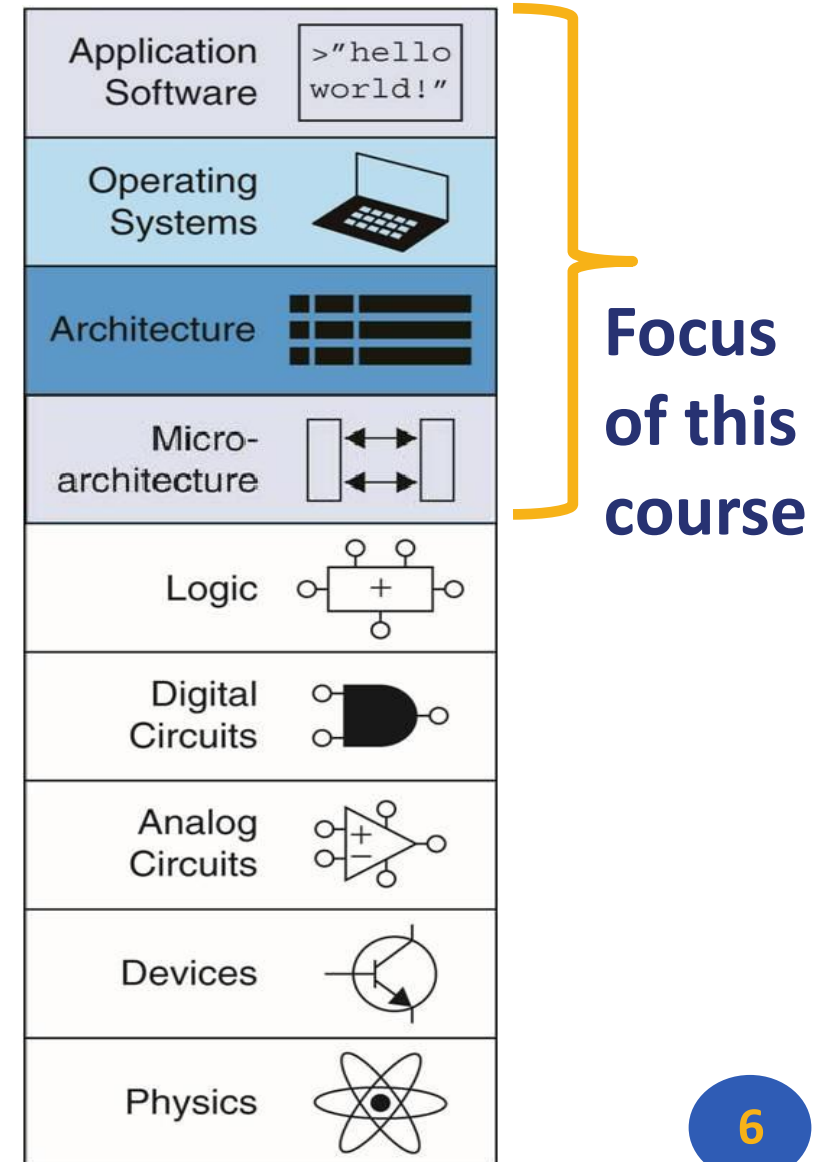 Application
Software
>"hello
world!"
Operating
Systems
Architecture
Micro-
architecture
Logic
+
Digital
Circuits
Analog
Circuits
+
−
Devices
Physics
Focus
of this
course
6